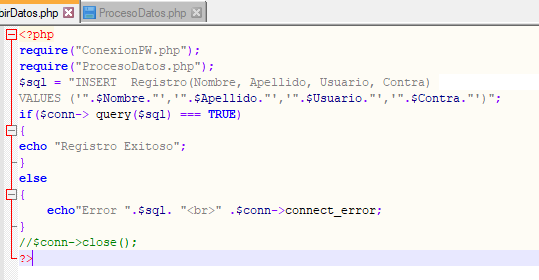 birDatos.php ProcesoDatos.php
<?php
require("ConexionPW.php");
require("ProcesoDatos.php");
$sql = "INSERT  Registro(Nombre, Apellido, Usuario, Contra)
VALUES ('".$Nombre."','".$Apellido."','".$Usuario."','".$Contra."')";
if($conn-> query($sql) === TRUE)
{
echo "Registro Exitoso";
}
else
{
    echo"Error ".$sql. "<br>" .$conn->connect_error;
}
//$conn->close();
?>